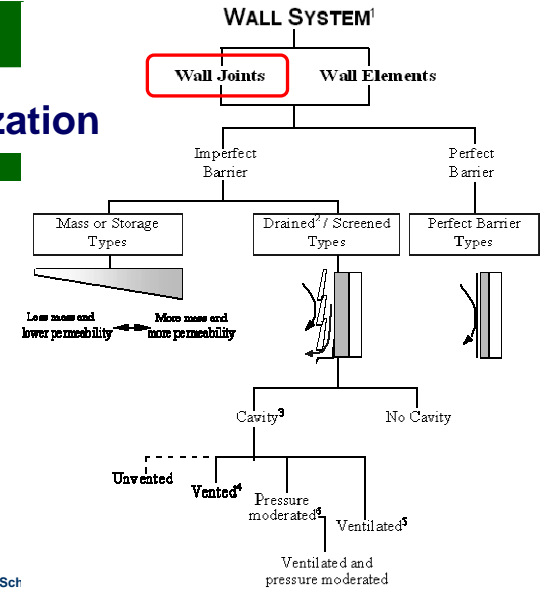 WALL SYSTEM¹
Wall Joints
Wall Elements
zation
Imperfect
Barrier
Perfect
Barrier
Mass or Storage
Types
Drained² / Screened
Types
Perfect Barrier
Types
Less mass and
lower permeability
More mass and
more permeability
Cavity³
No Cavity
Unvented
Vented⁴
Pressure
moderated⁶
Ventilated⁵
Ventilated and
pressure moderated
Sch